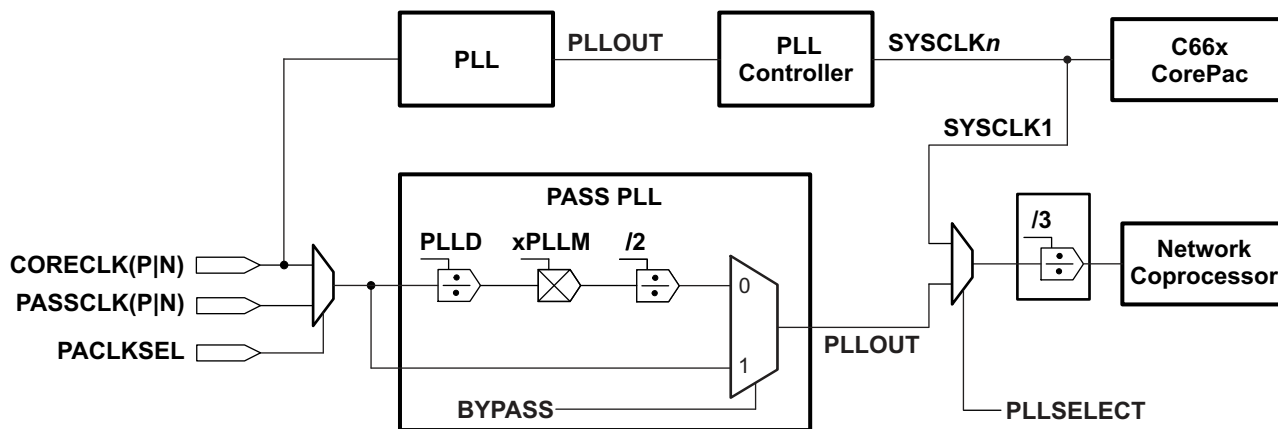 PLL
PLLOUT
PLL
Controller
SYSCLKn
C66x
CorePac
SYSCLK1
PASS PLL
PLLD
xPLLM
/2
/3
CORECLK(P|N)
PASSCLK(P|N)
PACLKSEL
0
1
BYPASS
PLLOUT
Network
Coprocessor
PLLSELECT